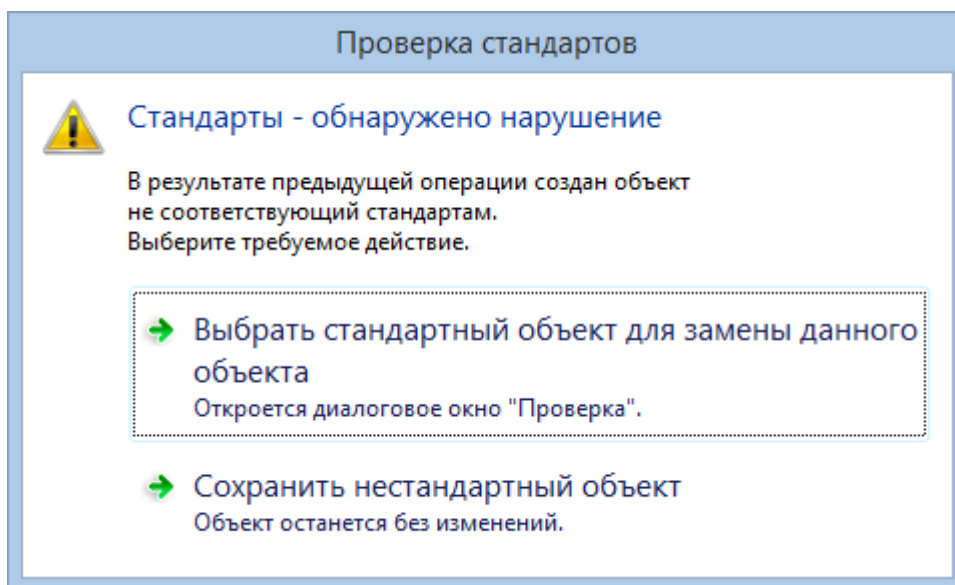 Проверка стандартов
Стандарты - обнаружено нарушение
В результате предыдущей операции создан объект
не соответствующий стандартам.
Выберите требуемое действие.
Выбрать стандартный объект для замены данного
объекта
Откроется диалоговое окно "Проверка".
Сохранить нестандартный объект
Объект останется без изменений.